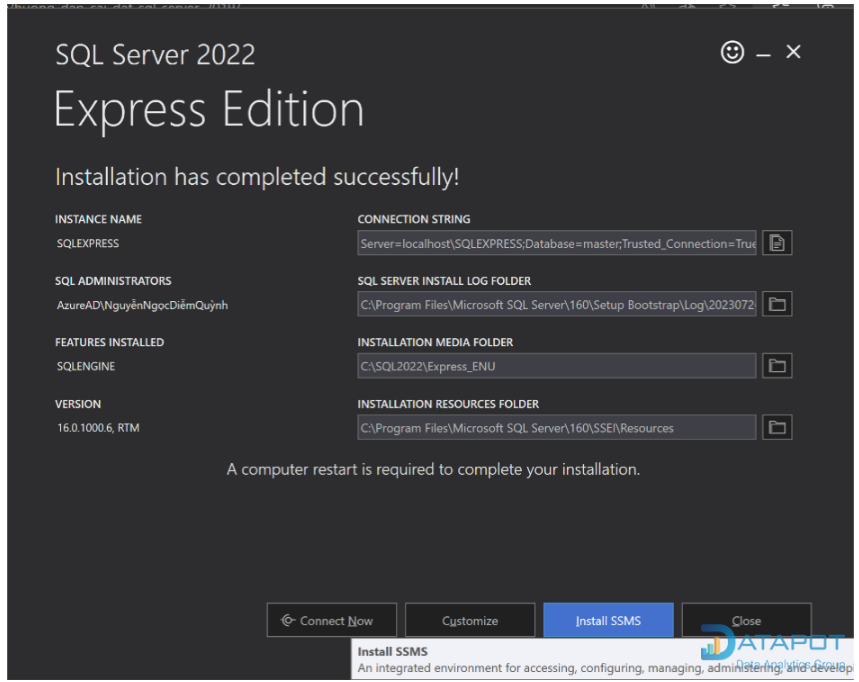 SQL Server 2022
Express Edition
Installation has completed successfully!
INSTANCE NAME
SQLEXPRESS
CONNECTION STRING
Server=localhost\SQLEXPRESS;Database=master;Trusted_Connection=True
SQL ADMINISTRATORS
AzureAD\NguyễnNgọcDiễmQuỳnh
SQL SERVER INSTALL LOG FOLDER
C:\Program Files\Microsoft SQL Server\160\Setup Bootstrap\Log\2023072
FEATURES INSTALLED
SQLENGINE
INSTALLATION MEDIA FOLDER
C:\SQL2022\Express_ENU
VERSION
16.0.1000.6, RTM
INSTALLATION RESOURCES FOLDER
C:\Program Files\Microsoft SQL Server\160\SSEI\Resources
A computer restart is required to complete your installation.
Connect Now
Customize
Install SSMS
Close
Install SSMS
An integrated environment for accessing, configuring, managing, administering, and develop
DATAPOT
Data Analytics Group